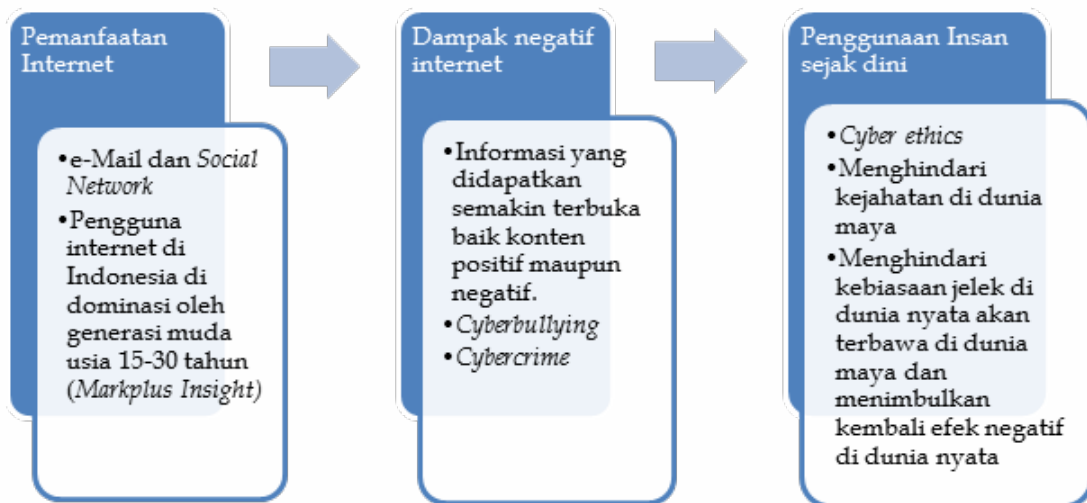 Pemanfaatan
Internet
•e-Mail dan Social
Network
•Pengguna
internet di
Indonesia di
dominasi oleh
generasi muda
usia 15-30 tahun
(Markplus Insight)
Dampak negatif
internet
•Informasi yang
didapatkan
semakin terbuka
baik konten
positif maupun
negatif.
•Cyberbullying
•Cybercrime
Penggunaan Insan
sejak dini
•Cyber ethics
•Menghindari
kejahatan di dunia
maya
•Menghindari
kebiasaan jelek di
dunia nyata akan
terbawa di dunia
maya dan
menimbulkan
kembali efek negatif
di dunia nyata